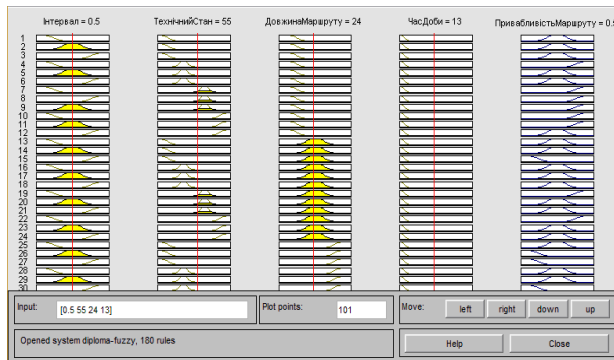 Інтервал = 0.5
ТехнічнийСтан = 55
ДовжинаМаршруту = 24
ЧасДоби = 13
ПривабливістьМаршруту = 0.5
1
2
3
4
5
6
7
8
9
10
11
12
13
14
15
16
17
18
19
20
21
22
23
24
25
26
27
28
29
30
Input:
[0.5 55 24 13]
Plot points:
101
Move:
left
right
down
up
Opened system diploma-fuzzy, 180 rules
Help
Close